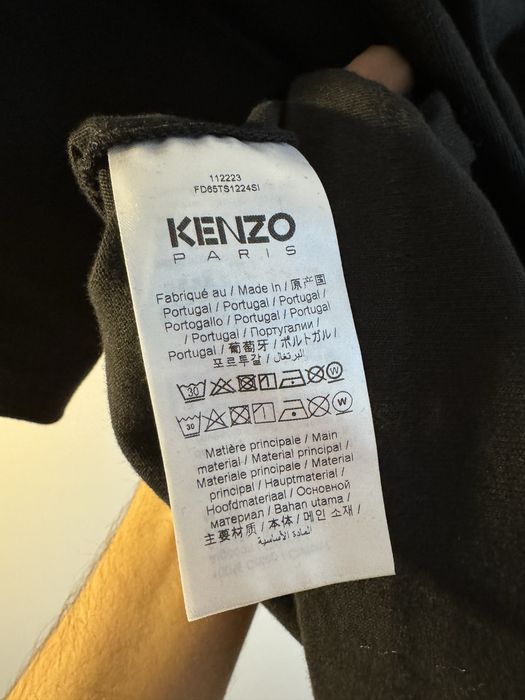 112223
FD65TS1224SI
KENZO
PARIS
Fabriqué au / Made in / 原产国
Portugal / Portugal / Portugal /
Portogallo / Portugal / Portugal
/ Portugal / Португалии /
Portugal / 葡萄牙 / ポルトガル /
포르투갈 / البرتغال /
30 W
30 W
Matière principale / Main
material / Material principal /
Materiale principale / Material
principal / Hauptmaterial /
Hoofdmateriaal / Основной
материал / Bahan utama /
主要材质 / 本体 / 메인 소재 /
المادة الأساسية